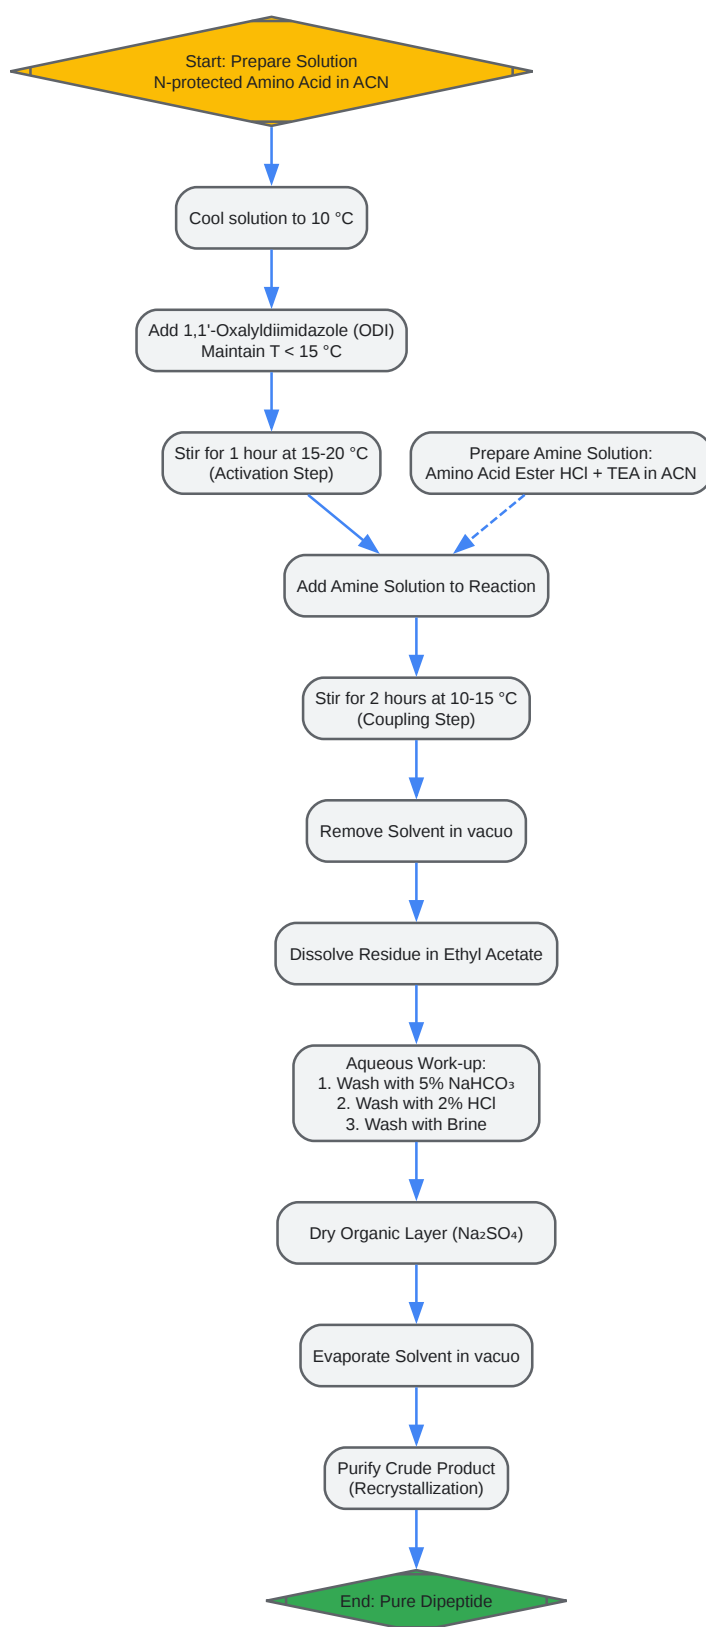 Start: Prepare Solution
N-protected Amino Acid in ACN
Cool solution to 10 °C
Add 1,1'-Oxalyldiimidazole (ODI)
Maintain T < 15 °C
Stir for 1 hour at 15-20 °C
(Activation Step)
Prepare Amine Solution:
Amino Acid Ester HCl + TEA in ACN
Add Amine Solution to Reaction
Stir for 2 hours at 10-15 °C
(Coupling Step)
Remove Solvent in vacuo
Dissolve Residue in Ethyl Acetate
Aqueous Work-up:
1. Wash with 5% NaHCO₃
2. Wash with 2% HCl
3. Wash with Brine
Dry Organic Layer (Na₂SO₄)
Evaporate Solvent in vacuo
Purify Crude Product
(Recrystallization)
End: Pure Dipeptide